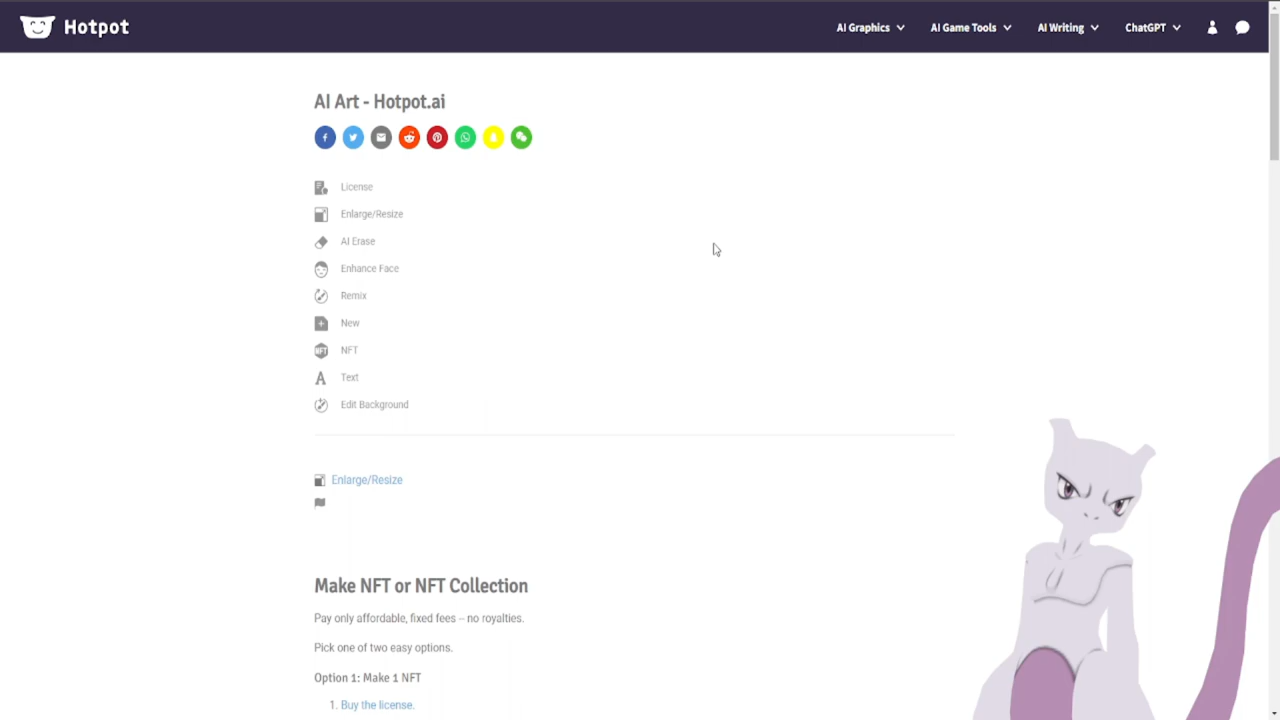 Hotpot
AI Graphics
AI Game Tools
AI Writing
ChatGPT
AI Art - Hotpot.ai
License
Enlarge/Resize
AI Erase
Enhance Face
Remix
New
NFT
NFT
Text
Edit Background
Enlarge/Resize
Make NFT or NFT Collection
Pay only affordable, fixed fees – no royalties.
Pick one of two easy options.
Option 1: Make 1 NFT
1. Buy the license.